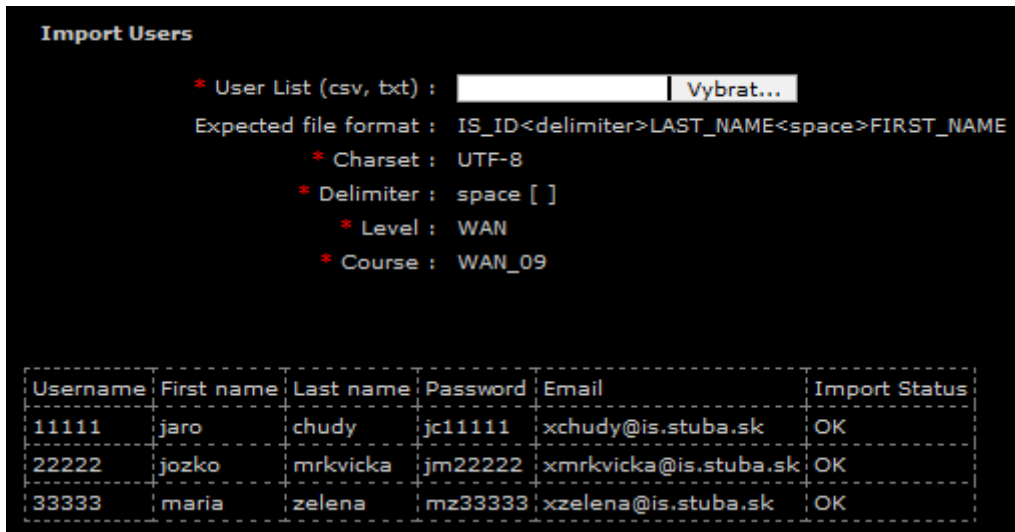 Import Users
* User List (csv, txt) : Vybrat...
Expected file format : IS_ID<delimiter>LAST_NAME<space>FIRST_NAME
* Charset : UTF-8
* Delimiter : space [ ]
* Level : WAN
* Course : WAN_09
Username First name Last name Password Email Import Status
11111 jaro chudy jc11111 xchudy@is.stuba.sk OK
22222 jozko mrkvicka jm22222 xmrkvicka@is.stuba.sk OK
33333 maria zelena mz33333 xzelena@is.stuba.sk OK